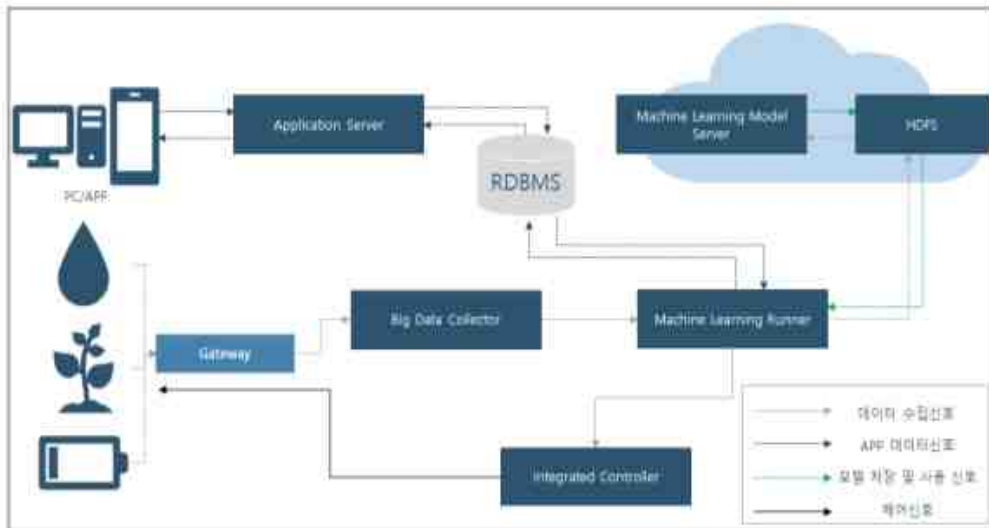 Application Server
Machine Learning Model
Server
HDFS
RDBMS
PC/APP
Big Data Collector
Machine Learning Runner
Gateway
Integrated Controller
데이터 수집신호
APP 데이터신호
모델 저장 및 사용 신호
제어신호